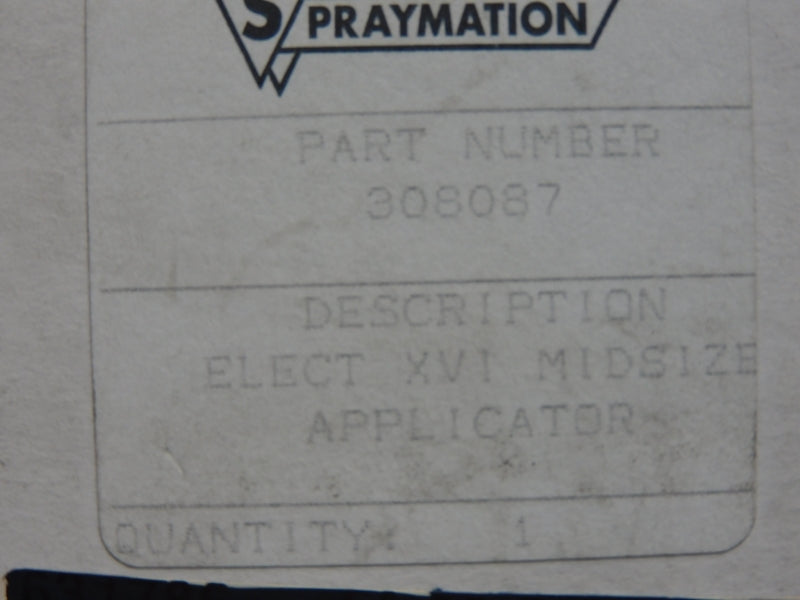 SPRAYMATION
PART NUMBER
308087
DESCRIPTION
ELECT XVI MIDSIZE
APPLICATOR
QUANTITY: 1